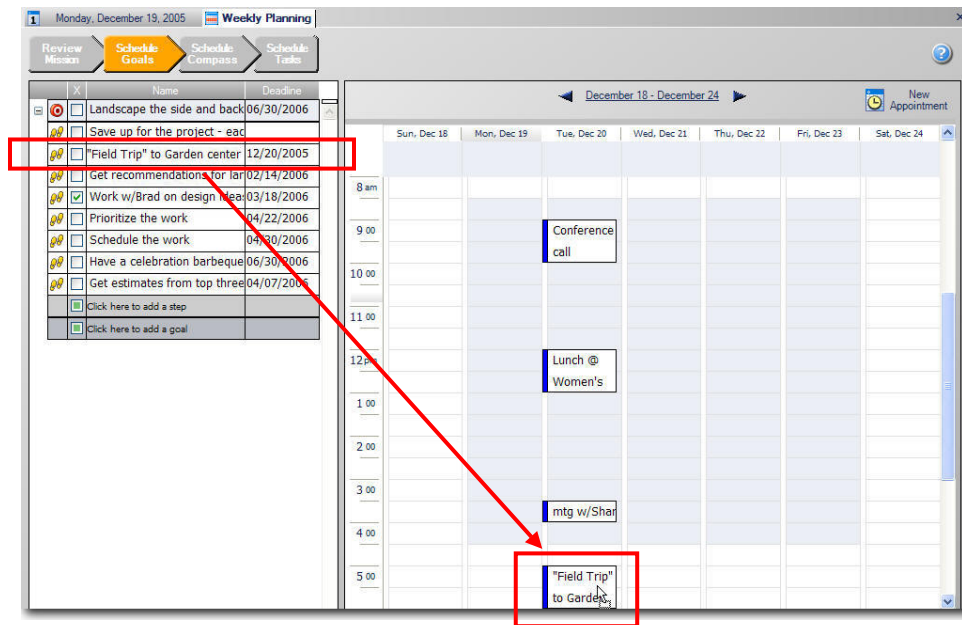 1 Monday, December 19, 2005 Weekly Planning
Review Mission
Schedule Goals
Schedule Compass
Schedule Tasks
?
X Name Deadline
Landscape the side and back 06/30/2006
Save up for the project - eac
"Field Trip" to Garden center 12/20/2005
Get recommendations for lar 02/14/2006
Work w/Brad on design idea: 03/18/2006
Prioritize the work 04/22/2006
Schedule the work 04/30/2006
Have a celebration barbeque 06/30/2006
Get estimates from top three 04/07/2006
Click here to add a step
Click here to add a goal
December 18 - December 24
New
Appointment
Sun, Dec 18 Mon, Dec 19 Tue, Dec 20 Wed, Dec 21 Thu, Dec 22 Fri, Dec 23 Sat, Dec 24
8 am
9 00
Conference
call
10 00
11 00
12 pm
Lunch @
Women's
1 00
2 00
3 00
mtg w/Shar
4 00
5 00
"Field Trip"
to Garden